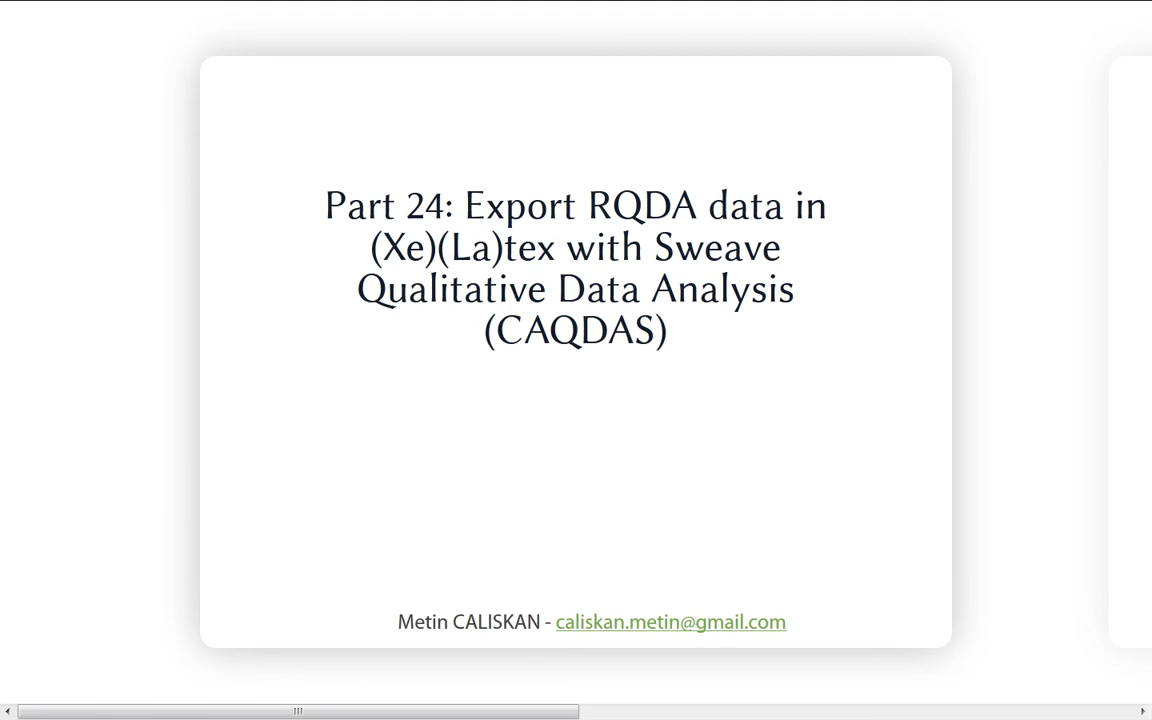 Part 24: Export RQDA data in
(Xe)(La)tex with Sweave
Qualitative Data Analysis
(CAQDAS)
Metin CALISKAN - caliskan.metin@gmail.com